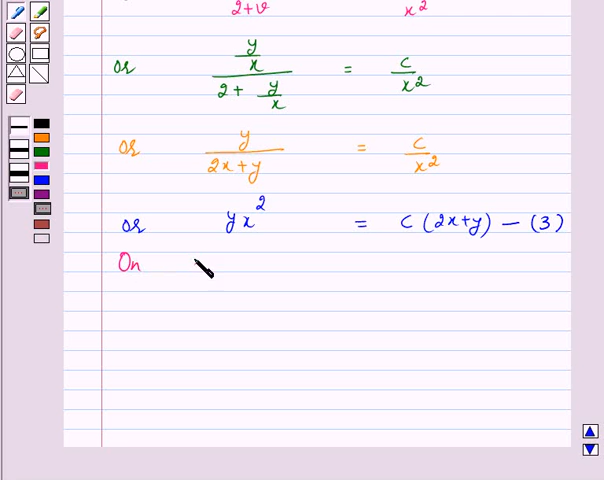 2+v x²
or y/x / 2 + y/x = c/x²
or y / 2x+y = c/x²
or yx² = c (2x+y) – (3)
On